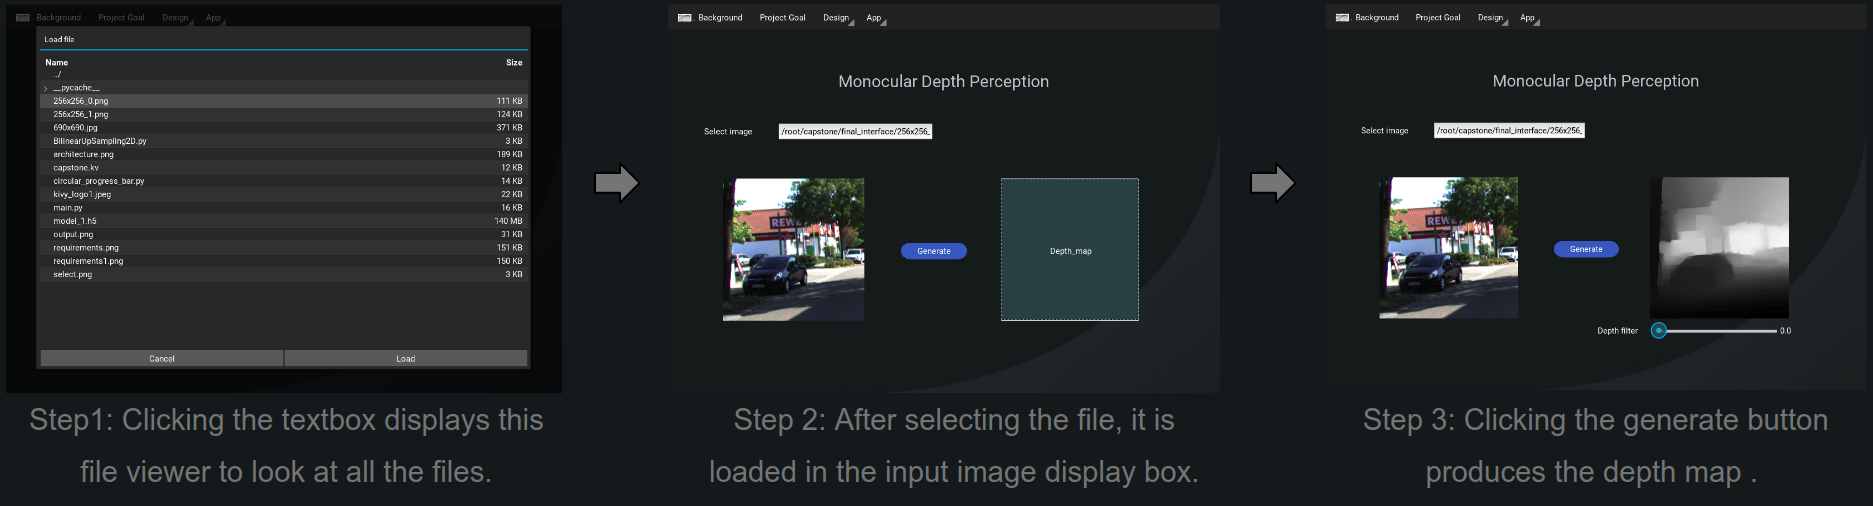 Background Project Goal Design App
Load file
Name Size
../
__pycache__
256x256_0.png 111 KB
256x256_1.png 124 KB
690x690.jpg 371 KB
BilinearUpSampling2D.py 3 KB
architecture.png 189 KB
capstone.kv 12 KB
circular_progress_bar.py 14 KB
kivy_logo1.jpeg 22 KB
main.py 16 KB
model_1.h5 140 MB
output.png 31 KB
requirements.png 151 KB
requirements1.png 150 KB
select.png 3 KB
Cancel Load
Step1: Clicking the textbox displays this
file viewer to look at all the files.
Background Project Goal Design App
Monocular Depth Perception
Select image /root/capstone/final_interface/256x256_
REWE
Generate
Depth_map
Step 2: After selecting the file, it is
loaded in the input image display box.
Background Project Goal Design App
Monocular Depth Perception
Select image /root/capstone/final_interface/256x256_
REWE
Generate
Depth filter 0.0
Step 3: Clicking the generate button
produces the depth map .